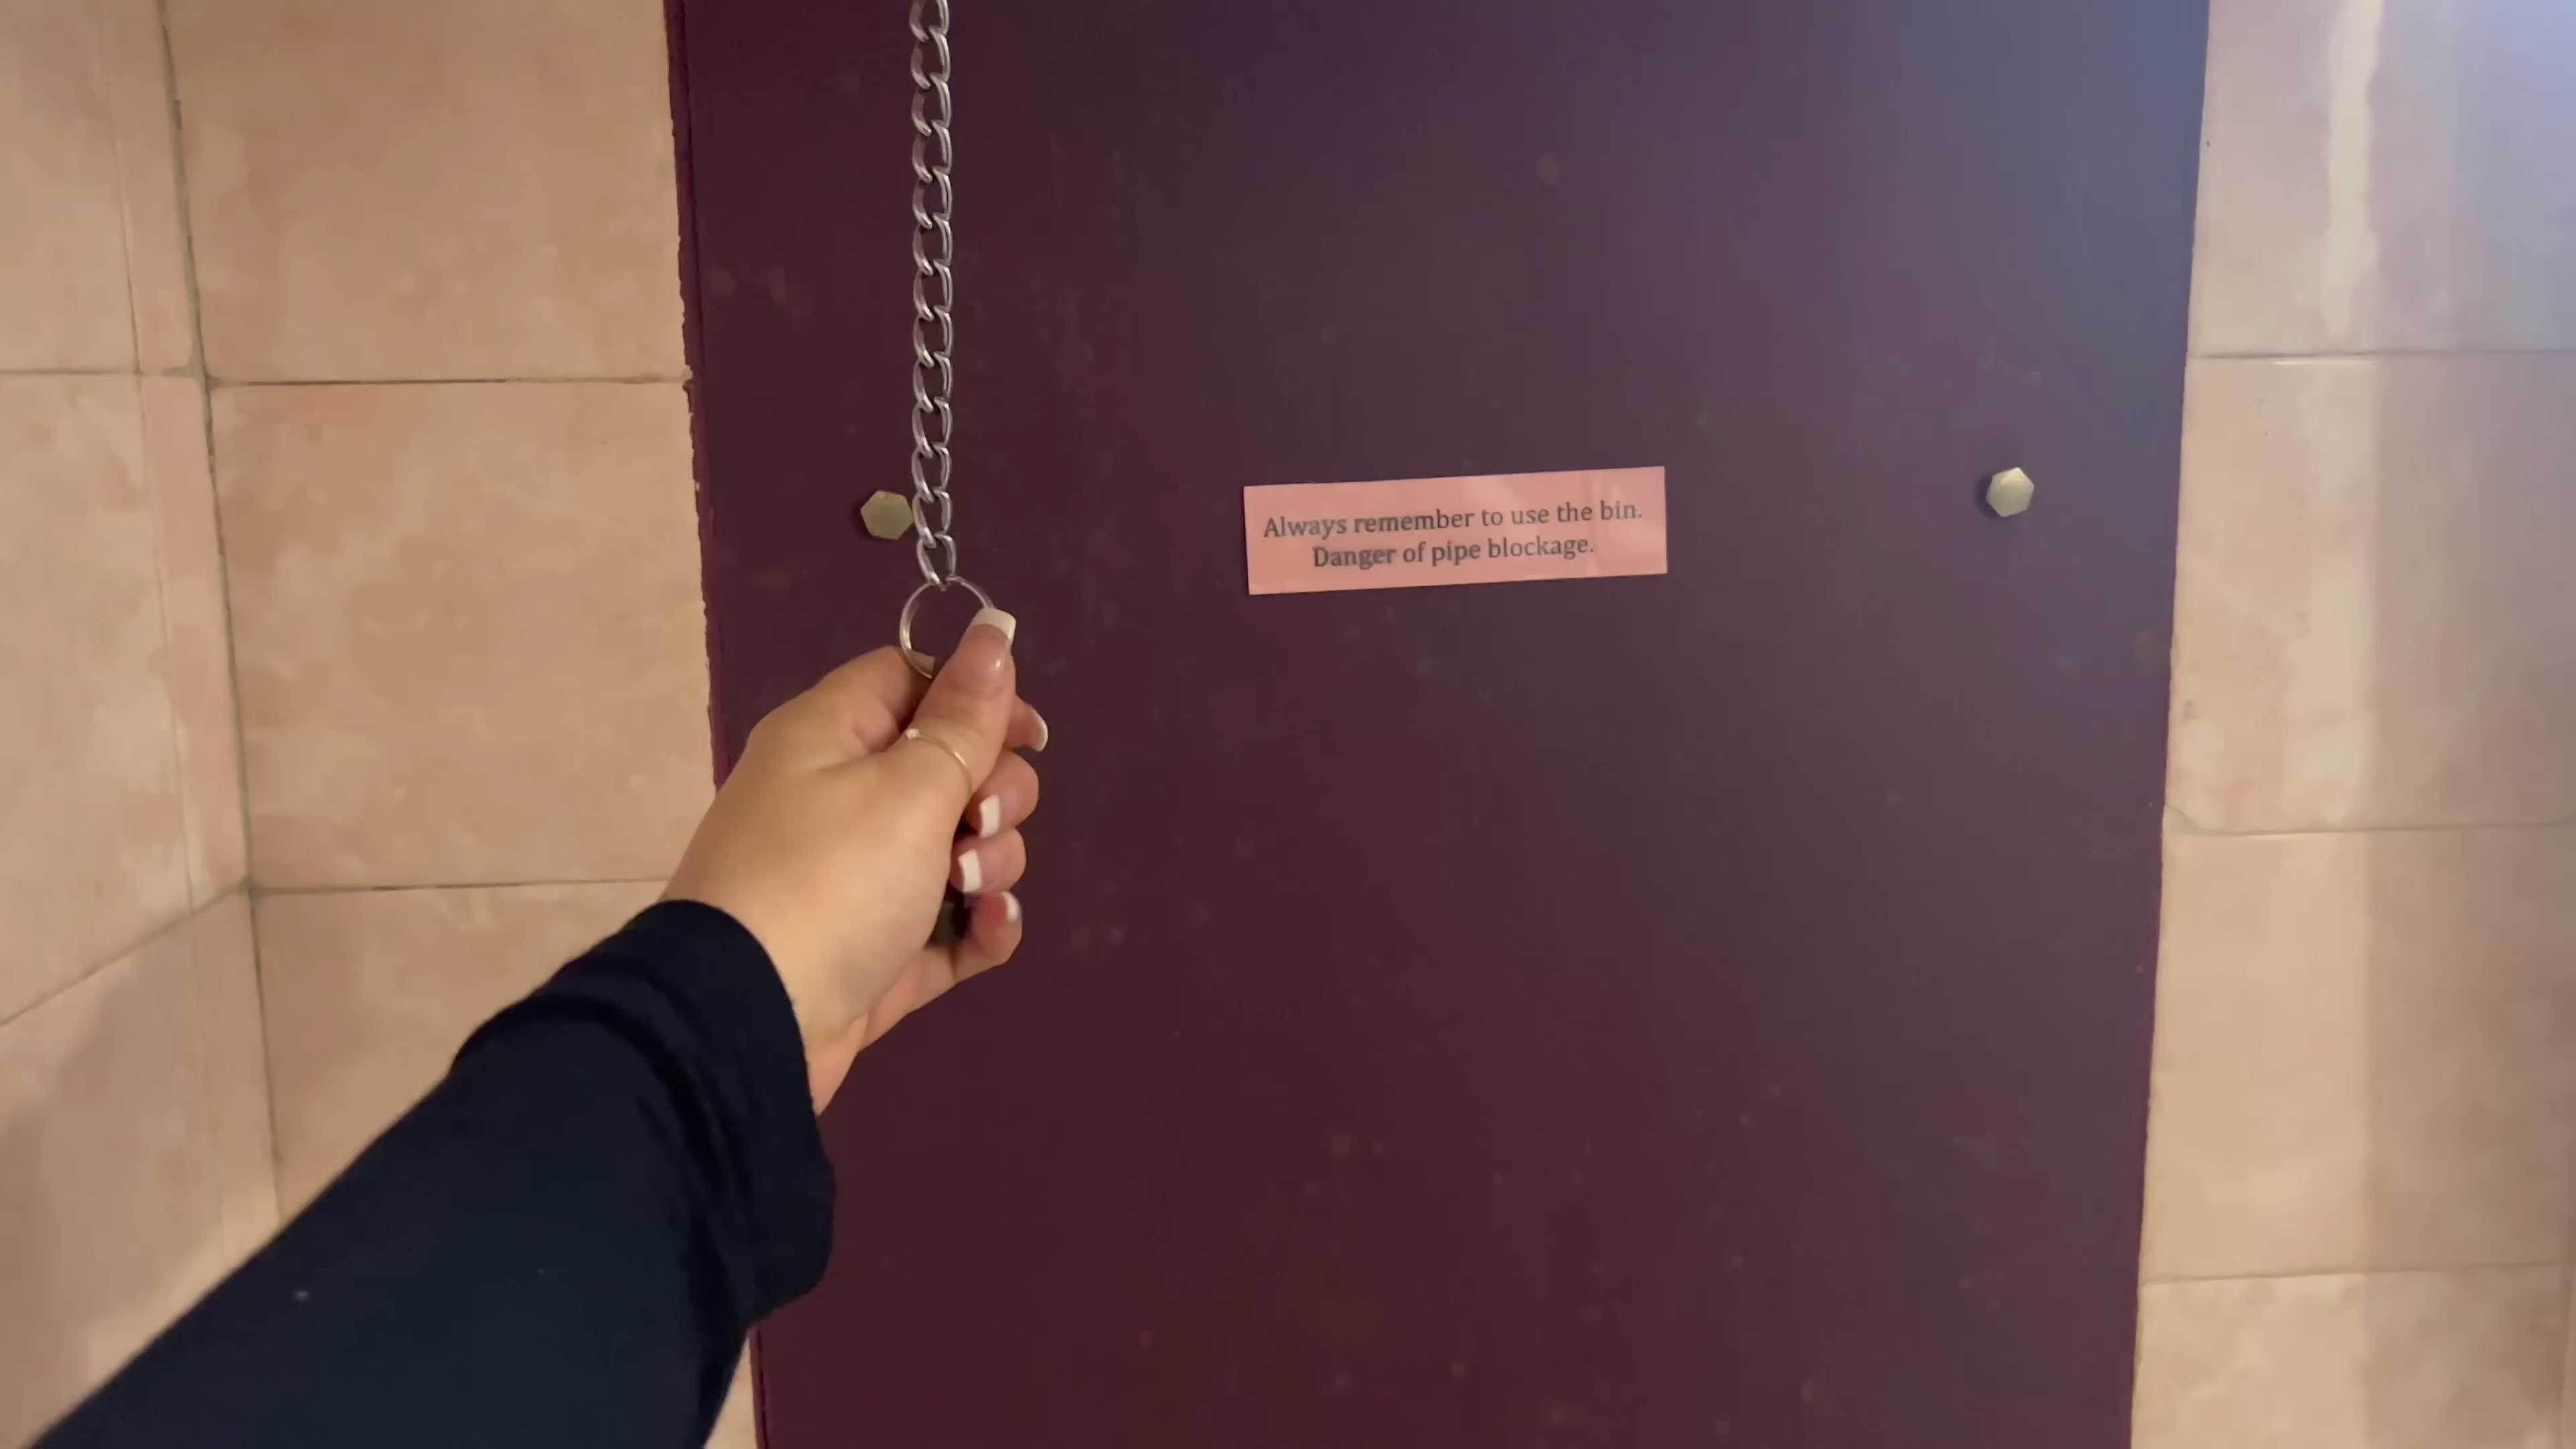 Always remember to use the bin.
Danger of pipe blockage.